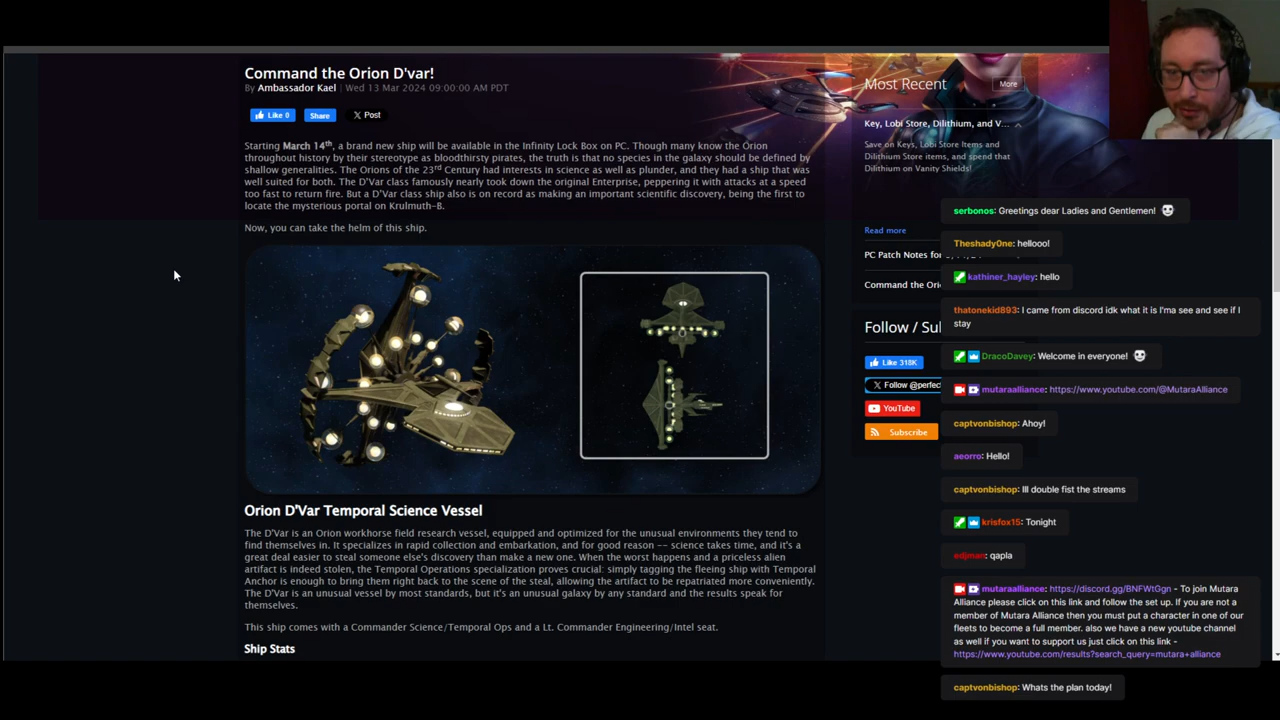 Command the Orion D'var!
By Ambassador Kael | Wed 13 Mar 2024 09:00:00 AM PDT
Like 0
Share
Post
Starting March 14th, a brand new ship will be available in the Infinity Lock Box on PC. Though many know the Orion
throughout history by their stereotype as bloodthirsty pirates, the truth is that no species in the galaxy should be defined by
shallow generalities. The Orions of the 23rd Century had interests in science as well as plunder, and they had a ship that was
well suited for both. The D'Var class famously nearly took down the original Enterprise, peppering it with attacks at a speed
too fast to return fire. But a D'Var class ship also is on record as making an important scientific discovery, being the first to
locate the mysterious portal on Krulmuth-B.
Now, you can take the helm of this ship.
Orion D'Var Temporal Science Vessel
The D'Var is an Orion workhorse field research vessel, equipped and optimized for the unusual environments they tend to
find themselves in. It specializes in rapid collection and embarkation, and for good reason -- science takes time, and it's a
great deal easier to steal someone else's discovery than make a new one. When the worst happens and a priceless alien
artifact is indeed stolen, the Temporal Operations specialization proves crucial: simply tagging the fleeing ship with Temporal
Anchor is enough to bring them right back to the scene of the steal, allowing the artifact to be repatriated more conveniently.
The D'Var is an unusual vessel by most standards, but it's an unusual galaxy by any standard and the results speak for
themselves.
This ship comes with a Commander Science/Temporal Ops and a Lt. Commander Engineering/Intel seat.
Ship Stats
Most Recent
More
Key, Lobi Store, Dilithium, and V...
Save on Keys, Lobi Store Items and
Dilithium Store items, and spend that
Dilithium on Vanity Shields!
Read more
PC Patch Notes for
Command the Ori
Follow / Su
Like 318K
Follow @perfec
YouTube
Subscribe
serbonos: Greetings dear Ladies and Gentlemen!
Theshady0ne: hellooo!
kathiner_hayley: hello
thatonekid893: I came from discord idk what it is I'ma see and see if I
stay
DracoDavey: Welcome in everyone!
mutaraalliance: https://www.youtube.com/@MutaraAlliance
captvonbishop: Ahoy!
aeorro: Hello!
captvonbishop: Ill double fist the streams
krisfox15: Tonight
edjman: qapla
mutaraalliance: https://discord.gg/BNFWtGgn - To join Mutara
Alliance please click on this link and follow the set up. If you are not a
member of Mutara Alliance then you must put a character in one of our
fleets to become a full member. also we have a new youtube channel
as well if you want to support us just click on this link -
https://www.youtube.com/results?search_query=mutara+alliance
captvonbishop: Whats the plan today!